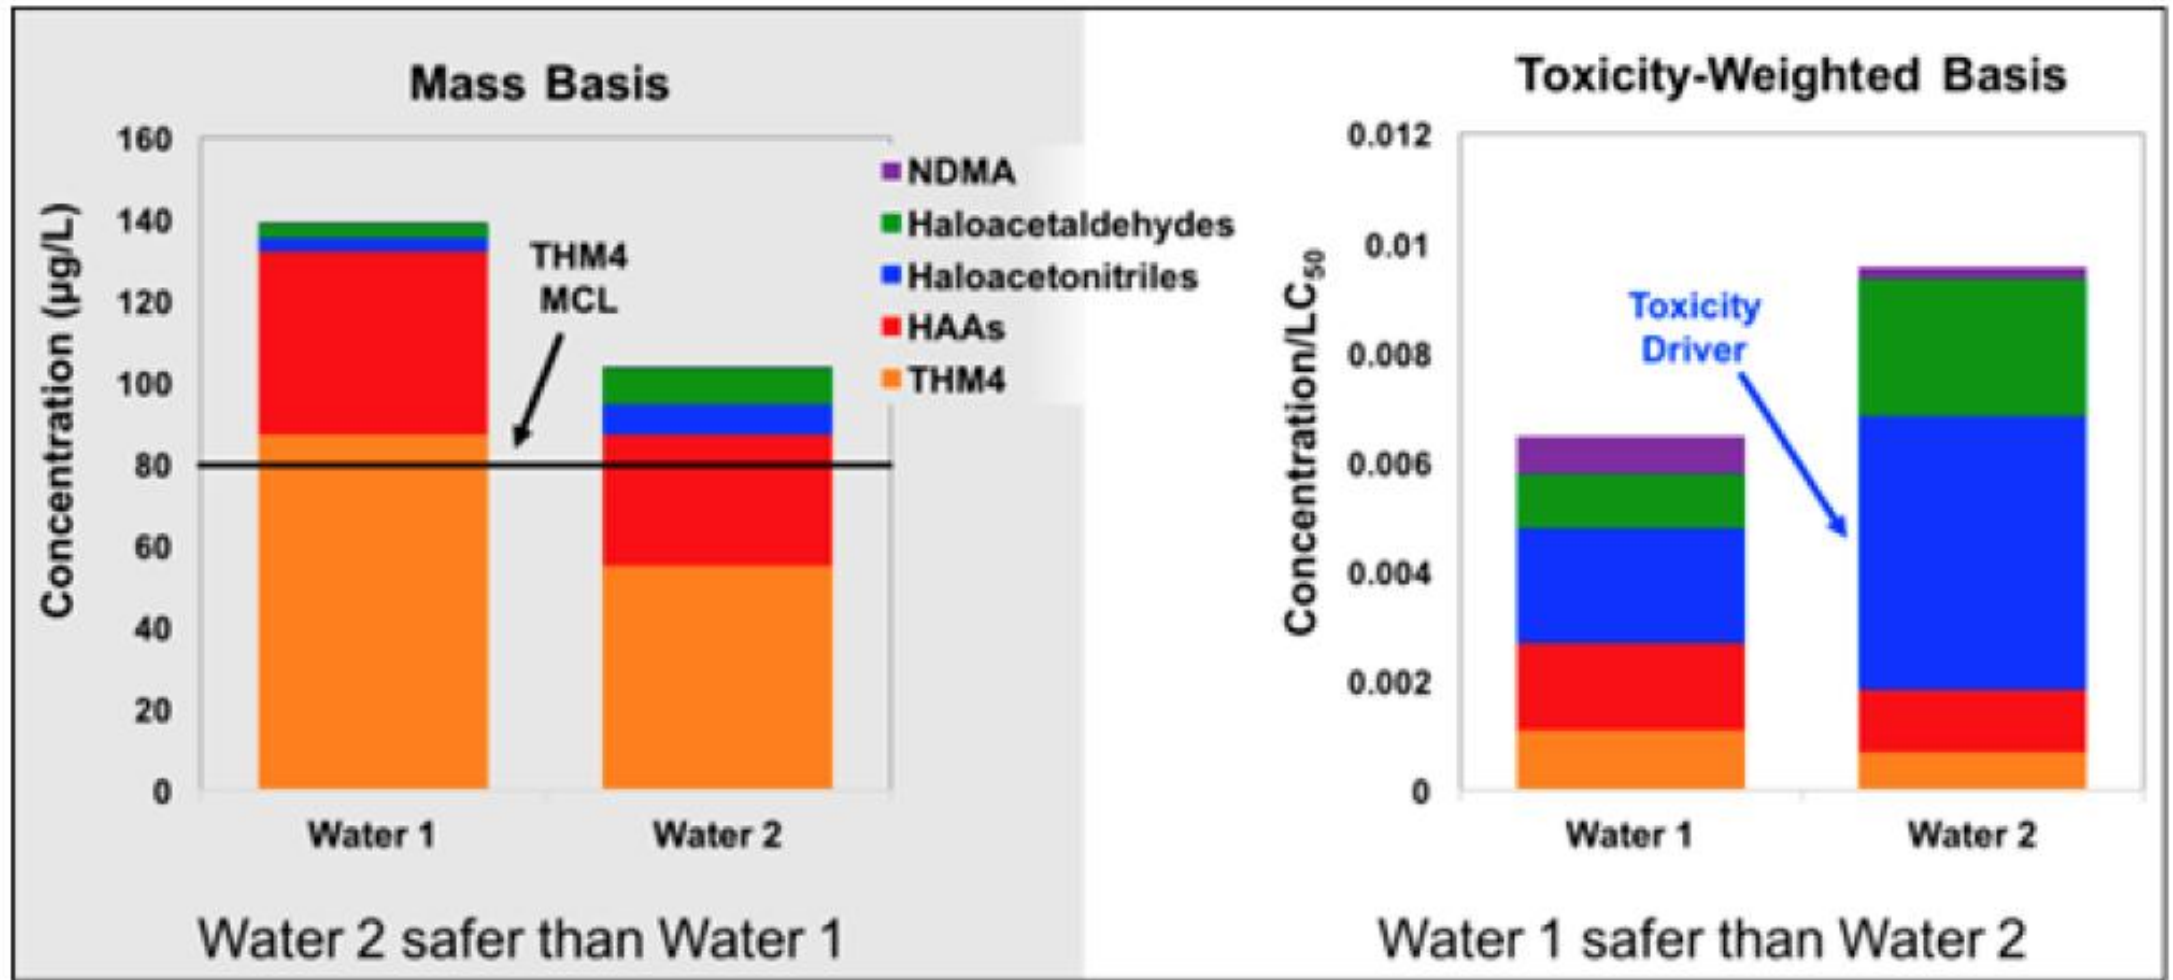 Mass Basis
Concentration (µg/L)
160
140
120
100
80
60
40
20
0
THM4
MCL
Water 1
Water 2
NDMA
Haloacetaldehydes
Haloacetonitriles
HAAs
THM4
Water 2 safer than Water 1
Toxicity-Weighted Basis
Concentration/LC50
0.012
0.01
0.008
0.006
0.004
0.002
0
Toxicity
Driver
Water 1
Water 2
Water 1 safer than Water 2